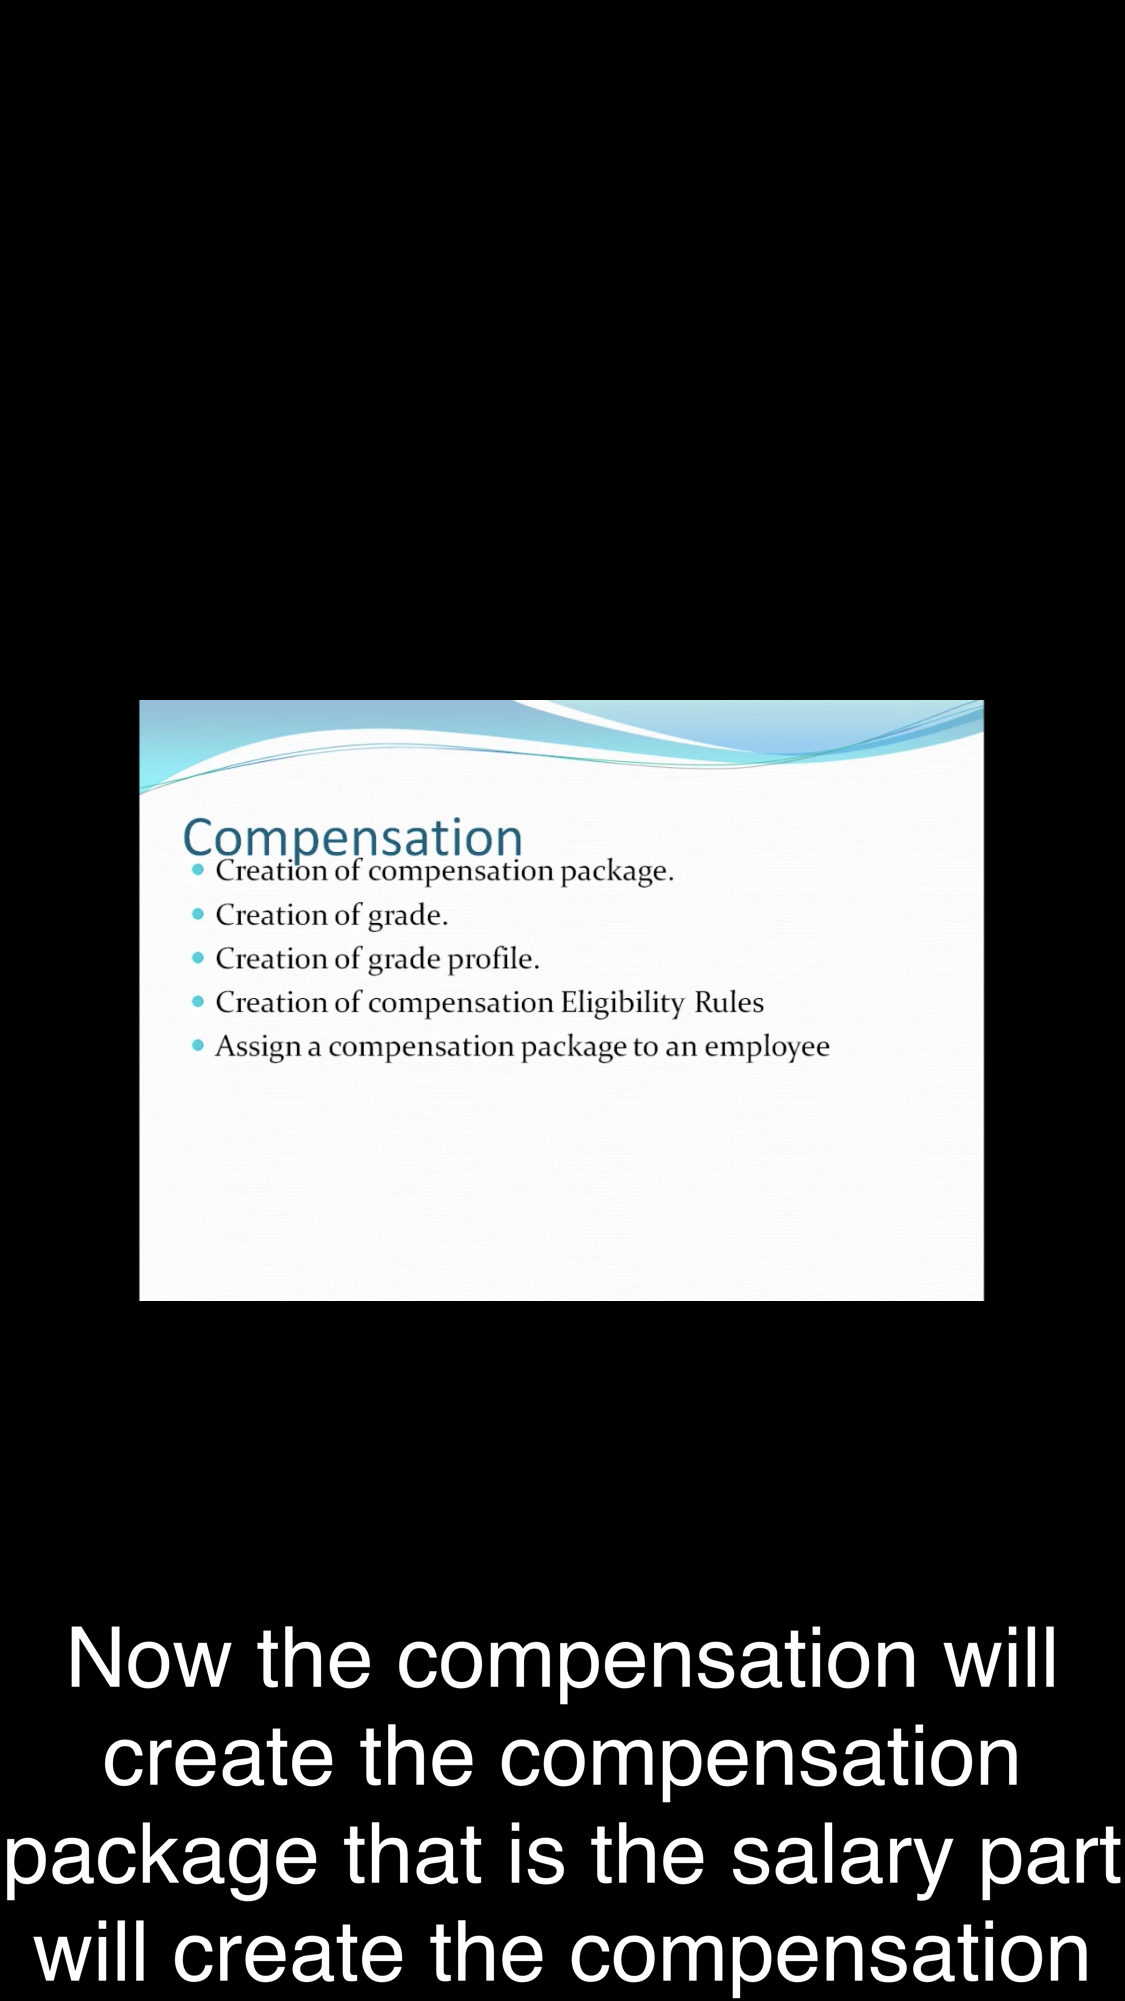 Compensation
Creation of compensation package.
Creation of grade.
Creation of grade profile.
Creation of compensation Eligibility Rules
Assign a compensation package to an employee
Now the compensation will
create the compensation
package that is the salary part
will create the compensation